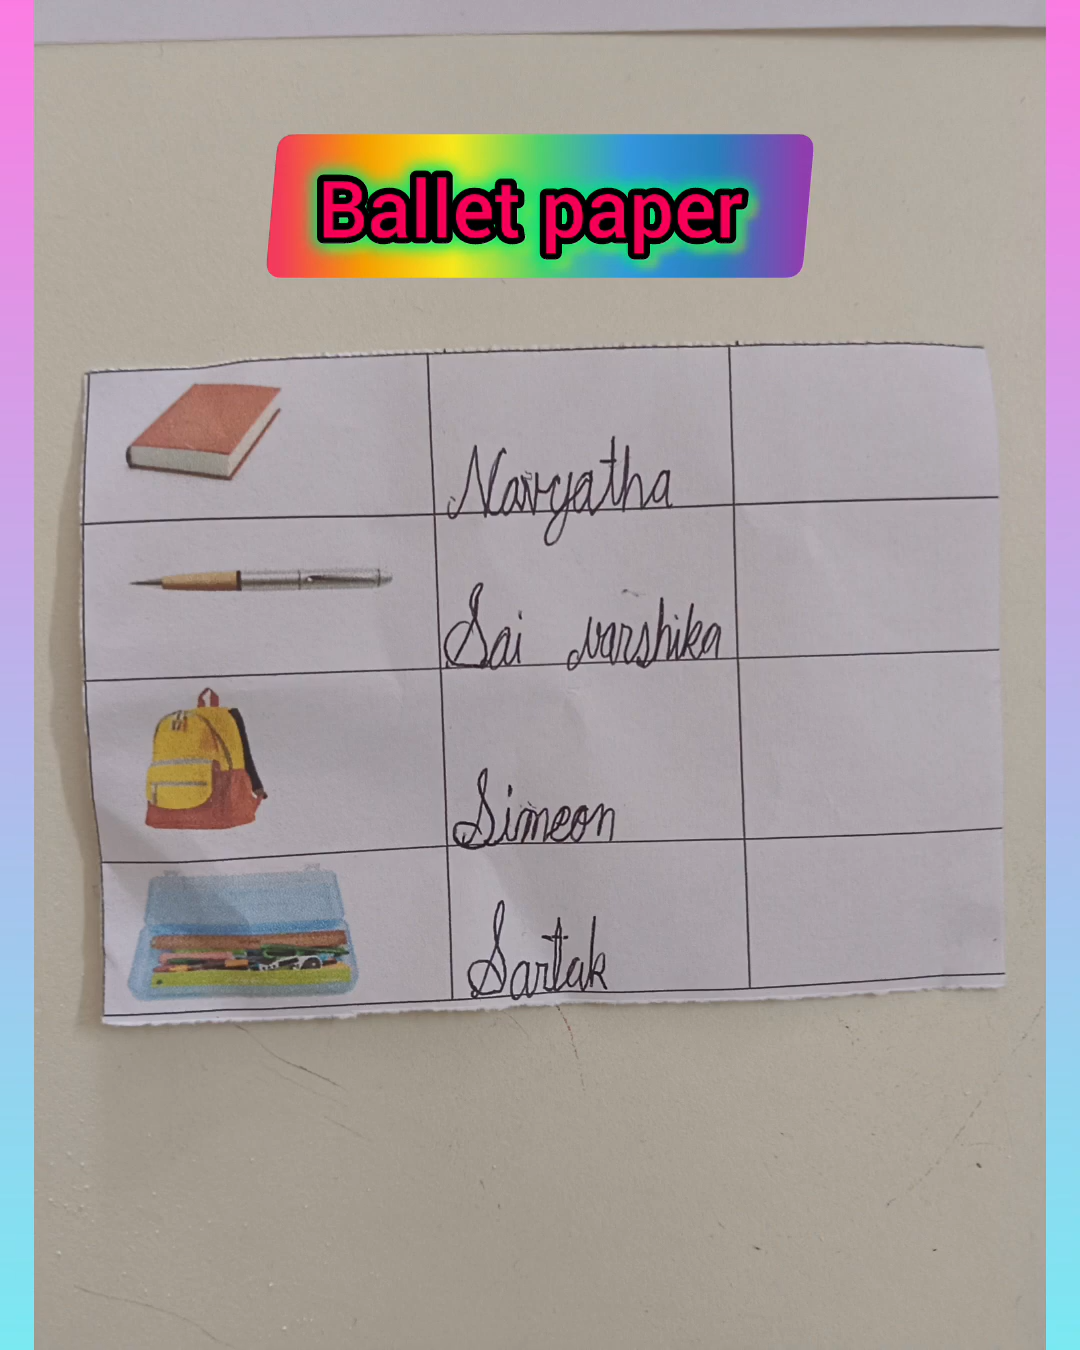 Ballet paper
Navyatha
Sai varshika
Simeon
Sartak